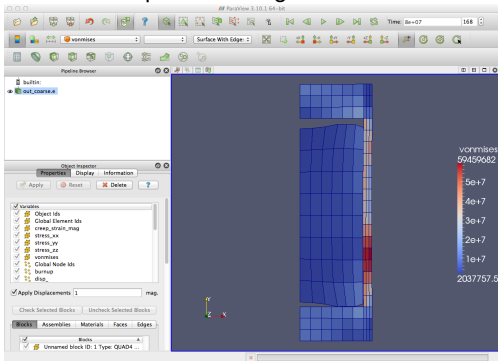 ParaView 3.10.1 64-bit
Time: 8e+07
168
vonmises
Surface With Edges
Pipeline Browser
builtin:
out_coarse.e
Object Inspector
Properties Display Information
Apply Reset Delete ?
Variables
Object Ids
Global Element Ids
creep_strain_mag
stress_xx
stress_yy
stress_zz
vonmises
Global Node Ids
burnup
disp_
Apply Displacements 1 mag.
Check Selected Blocks Uncheck Selected Blocks
Blocks Assemblies Materials Faces Edges
Blocks
Unnamed block ID: 1 Type: QUAD4 ...
vonmises
59459682
5e+7
4e+7
3e+7
2e+7
1e+7
2037757.5
Y
Z X